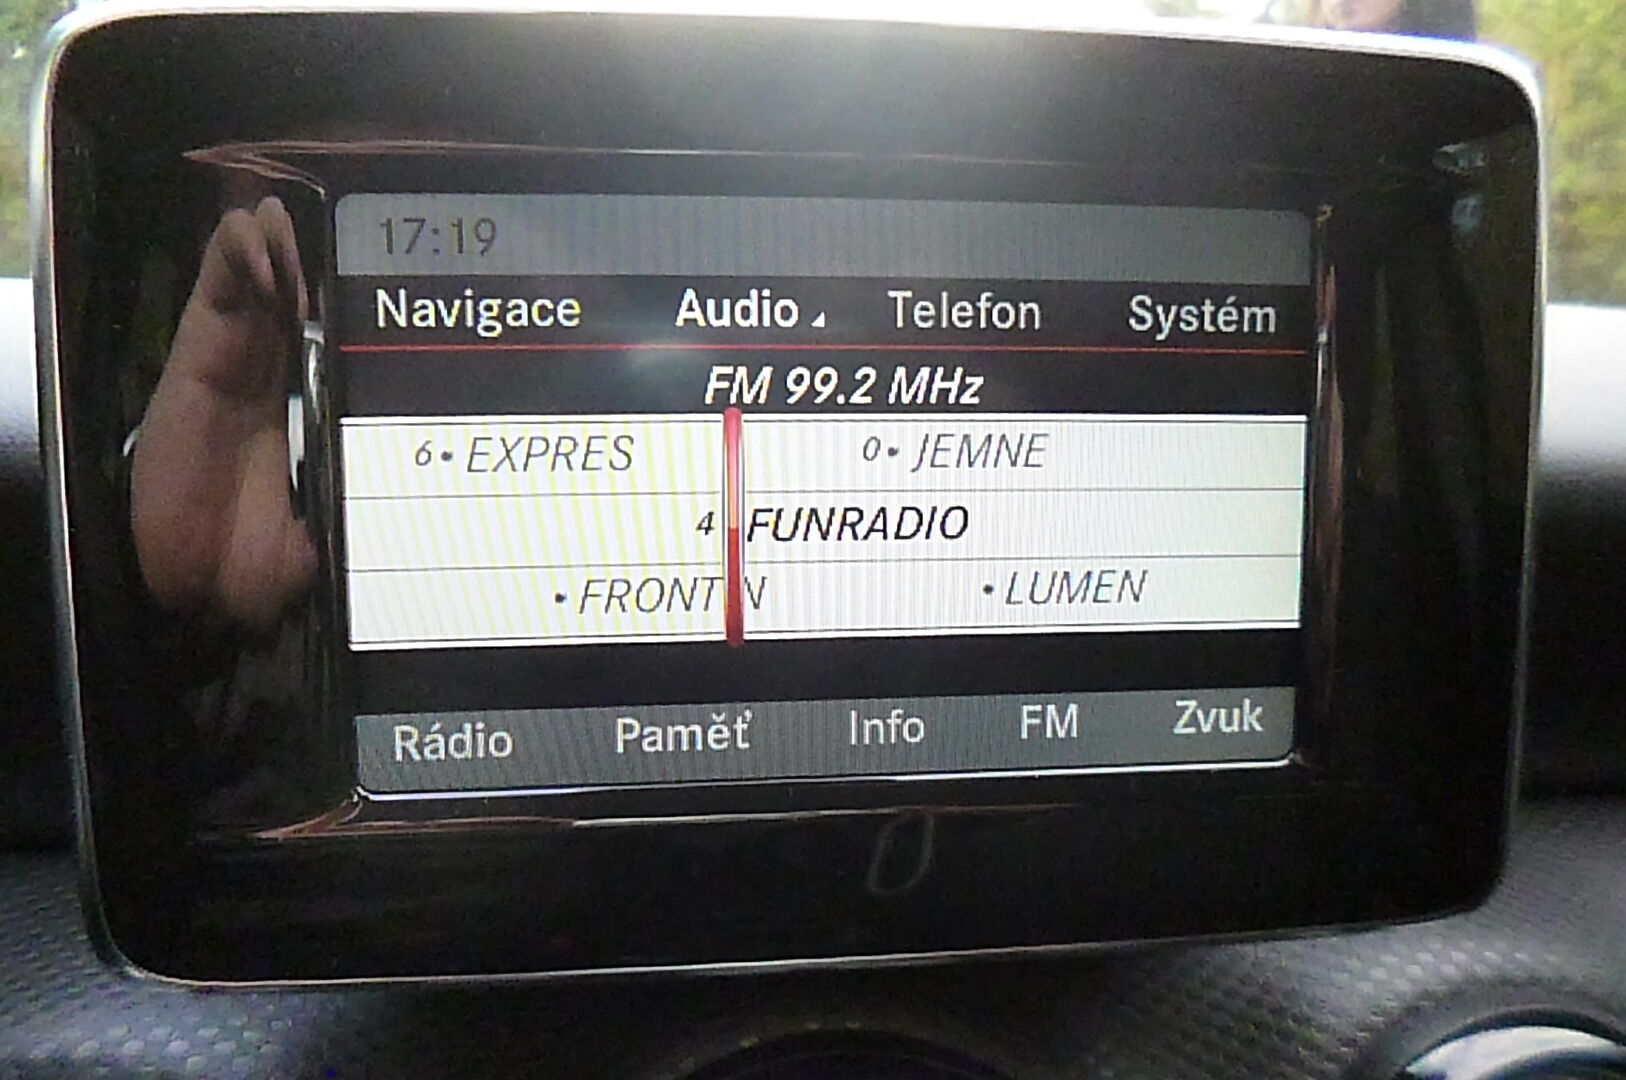 17:19
Navigace Audio Telefon Systém
FM 99.2 MHz
6• EXPRES 0• JEMNE
4 FUNRADIO
• FRONT N • LUMEN
Rádio Paměť Info FM Zvuk